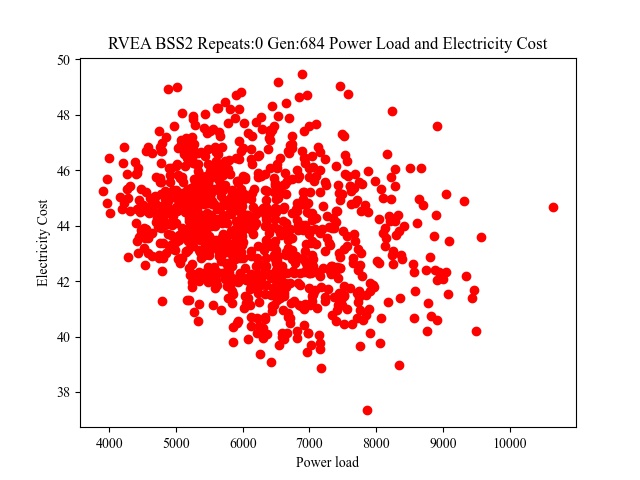 RVEA BSS2 Repeats:0 Gen:684 Power Load and Electricity Cost
50
48
46
44
42
40
38
Electricity Cost
4000 5000 6000 7000 8000 9000 10000
Power load